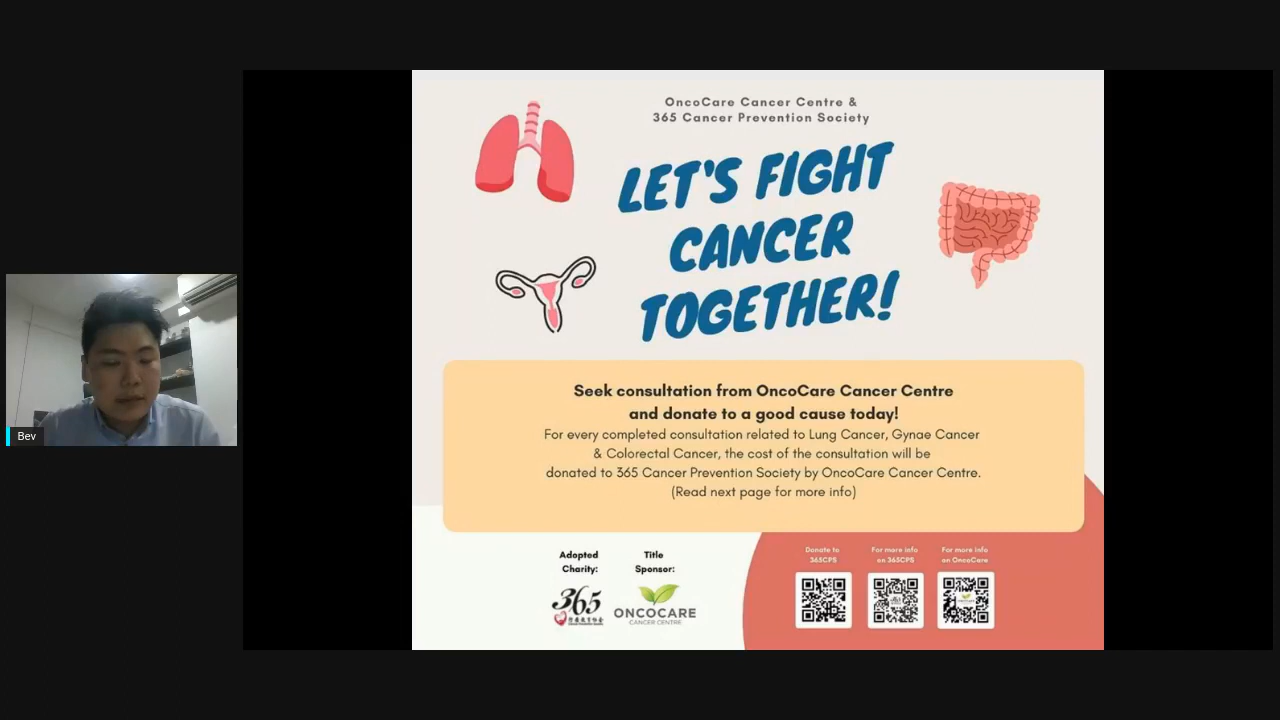 OncoCare Cancer Centre &
365 Cancer Prevention Society
LET'S FIGHT
CANCER
TOGETHER!
Seek consultation from OncoCare Cancer Centre
and donate to a good cause today!
For every completed consultation related to Lung Cancer, Gynae Cancer
& Colorectal Cancer, the cost of the consultation will be
donated to 365 Cancer Prevention Society by OncoCare Cancer Centre.
(Read next page for more info)
Bev
Adopted
Charity:
Title
Sponsor:
365
ONCOCARE
CANCER CENTRE
Donate to
365CPS
For more info
on 365CPS
For more info
on OncoCare